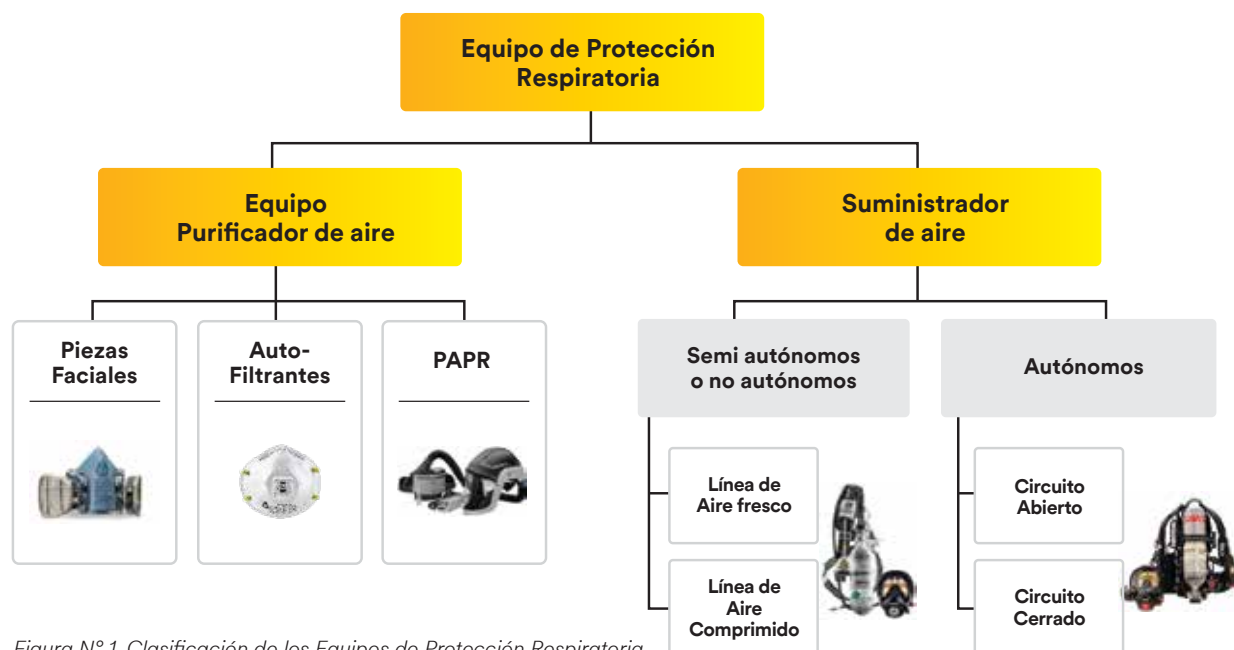 Equipo de Protección
Respiratoria
Equipo
Purificador de aire
Suministrador
de aire
Piezas
Faciales
Auto-
Filtrantes
PAPR
Semi autónomos
o no autónomos
Autónomos
Línea de
Aire fresco
Circuito
Abierto
Línea de
Aire
Comprimido
Circuito
Cerrado
Figura N° 1. Clasificación de los Equipos de Protección Respiratoria